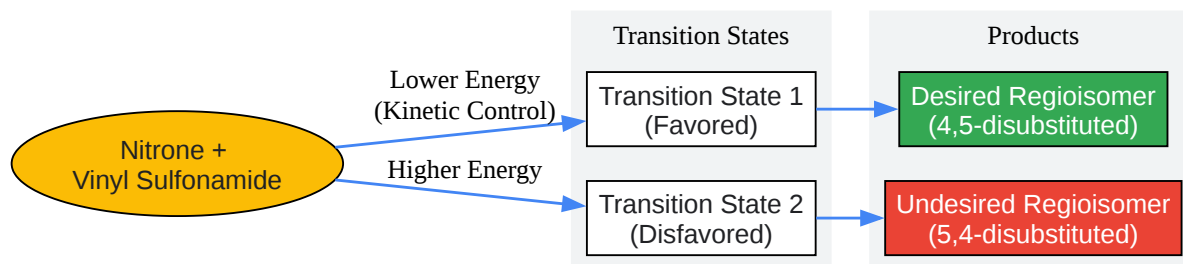 Transition States
Products
Nitrone +
Vinyl Sulfonamide
Lower Energy
(Kinetic Control)
Transition State 1
(Favored)
Desired Regioisomer
(4,5-disubstituted)
Higher Energy
Transition State 2
(Disfavored)
Undesired Regioisomer
(5,4-disubstituted)